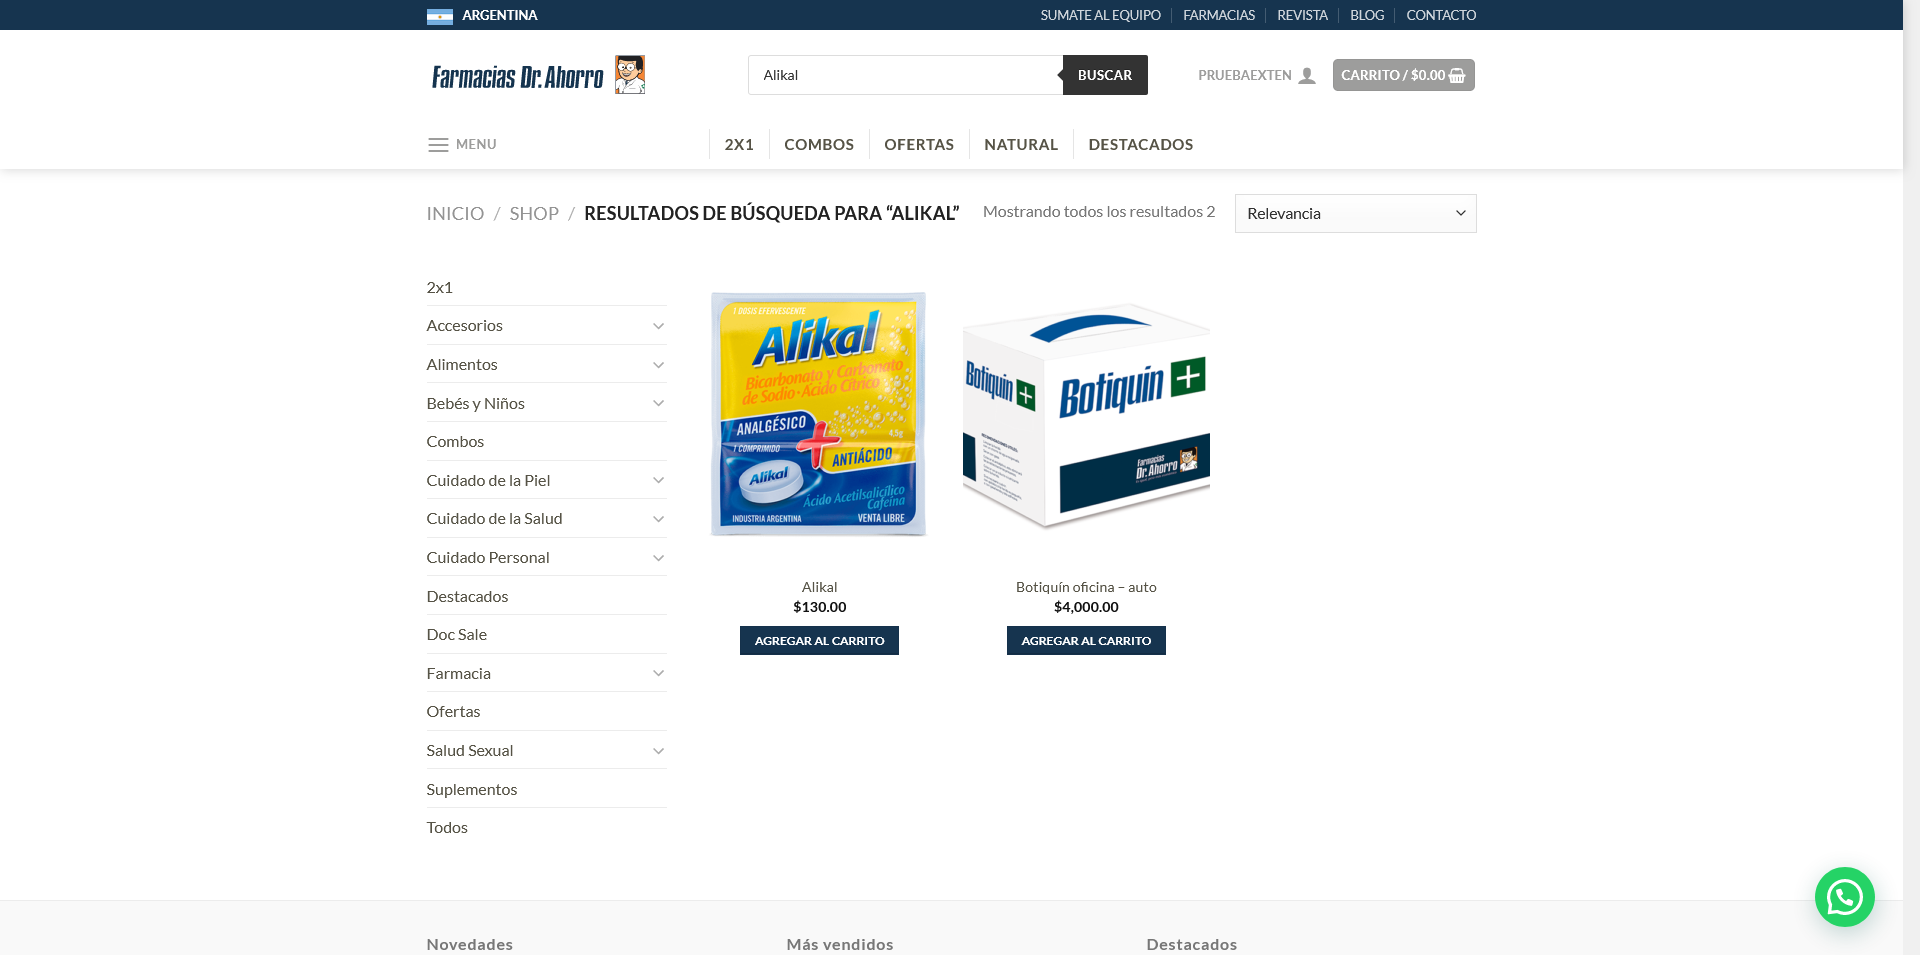 ARGENTINA
SUMATE AL EQUIPO
FARMACIAS
REVISTA
BLOG
CONTACTO
Farmacias Dr. Ahorro
Alikal
BUSCAR
PRUEBAEXTEN
CARRITO / $0.00
MENU
2X1
COMBOS
OFERTAS
NATURAL
DESTACADOS
INICIO / SHOP / RESULTADOS DE BÚSQUEDA PARA “ALIKAL”
Mostrando todos los resultados 2
Relevancia
2x1
Accesorios
Alimentos
Bebés y Niños
Combos
Cuidado de la Piel
Cuidado de la Salud
Cuidado Personal
Destacados
Doc Sale
Farmacia
Ofertas
Salud Sexual
Suplementos
Todos
1 DOSIS EFERVESCENTE
Alikal
Bicarbonato y Carbonato
de Sodio·Ácido Cítrico
4,5g
ANALGÉSICO
1 COMPRIMIDO
ANTIÁCIDO
Alikal
Ácido Acetilsalicílico
Cafeína
INDUSTRIA ARGENTINA
VENTA LIBRE
Alikal
$130.00
AGREGAR AL CARRITO
Botiquín
Botiquín
Farmacias
Dr. Ahorro
Botiquín oficina – auto
$4,000.00
AGREGAR AL CARRITO
Novedades
Más vendidos
Destacados